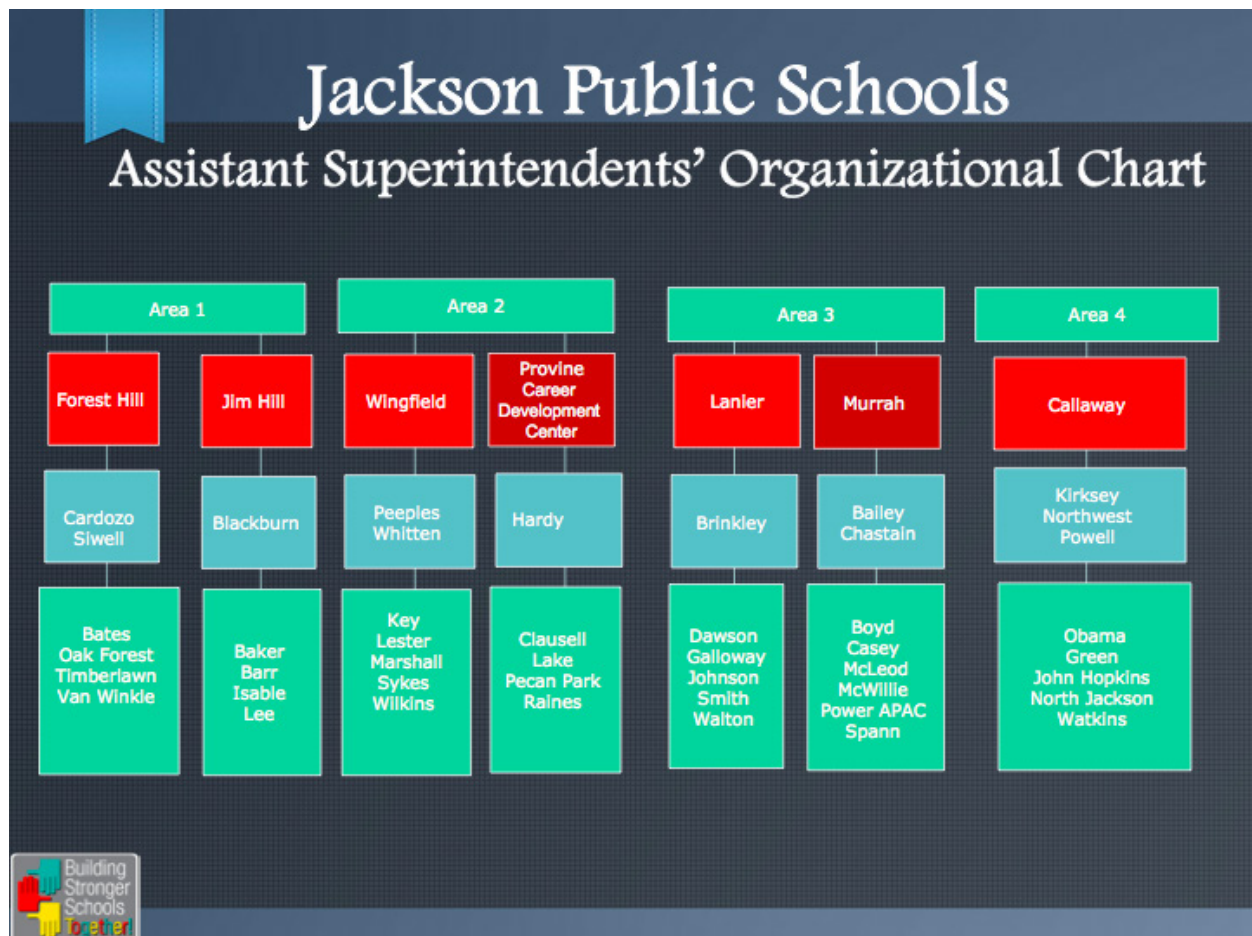 Jackson Public Schools
Assistant Superintendents' Organizational Chart
Area 1
Area 2
Area 3
Area 4
Forest Hill
Jim Hill
Wingfield
Provine
Career
Development
Center
Lanier
Murrah
Callaway
Cardozo
Siwell
Blackburn
Peeples
Whitten
Hardy
Brinkley
Bailey
Chastain
Kirksey
Northwest
Powell
Bates
Oak Forest
Timberlawn
Van Winkle
Baker
Barr
Isable
Lee
Key
Lester
Marshall
Sykes
Wilkins
Clausell
Lake
Pecan Park
Raines
Dawson
Galloway
Johnson
Smith
Walton
Boyd
Casey
McLeod
McWillie
Power APAC
Spann
Obama
Green
John Hopkins
North Jackson
Watkins
Building
Stronger
Schools
Together!